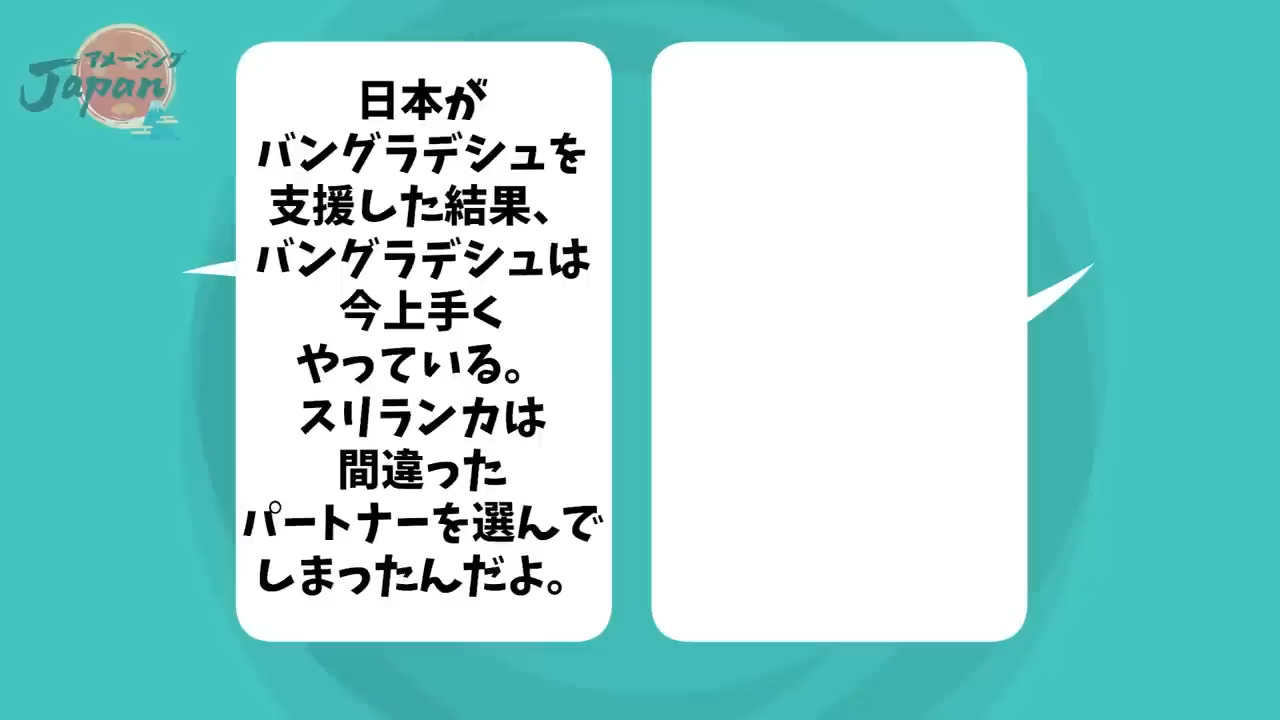 アメージング
Japan
日本が
バングラデシュを
支援した結果、
バングラデシュは
今上手く
やっている。
スリランカは
間違った
パートナーを選んで
しまったんだよ。